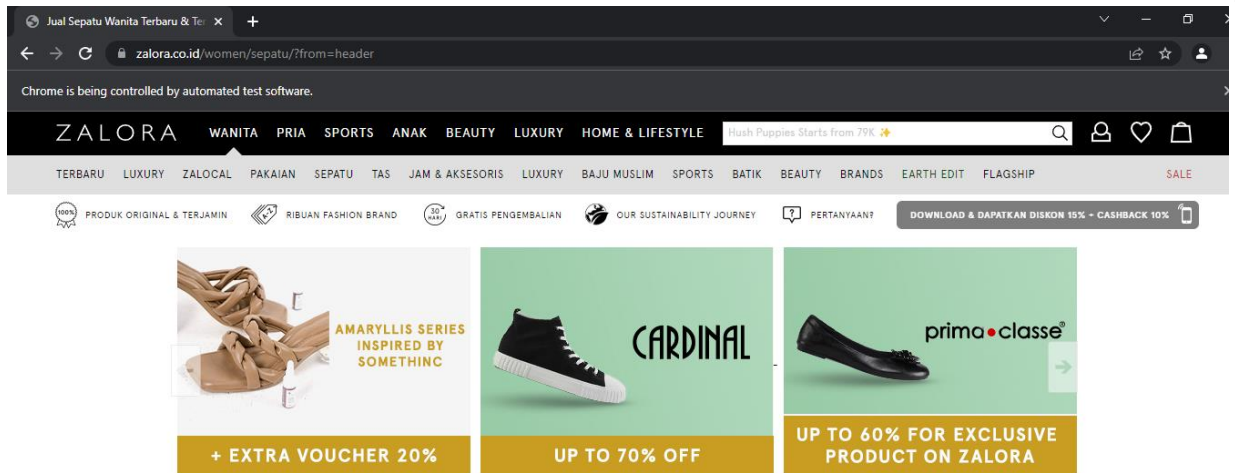 Jual Sepatu Wanita Terbaru & Te
zalora.co.id/women/sepatu/?from=header
Chrome is being controlled by automated test software.
ZALORA WANITA PRIA SPORTS ANAK BEAUTY LUXURY HOME & LIFESTYLE Hush Puppies Starts from 79K ✨
TERBARU LUXURY ZALOCAL PAKAIAN SEPATU TAS JAM & AKSESORIS LUXURY BAJU MUSLIM SPORTS BATIK BEAUTY BRANDS EARTH EDIT FLAGSHIP SALE
100% PRODUK ORIGINAL & TERJAMIN RIBUAN FASHION BRAND 30 HARI GRATIS PENGEMBALIAN OUR SUSTAINABILITY JOURNEY ? PERTANYAAN? DOWNLOAD & DAPATKAN DISKON 15% + CASHBACK 10%
AMARYLLIS SERIES
INSPIRED BY
SOMETHINC
+ EXTRA VOUCHER 20%
CARDINAL
UP TO 70% OFF
prima•classe®
UP TO 60% FOR EXCLUSIVE
PRODUCT ON ZALORA